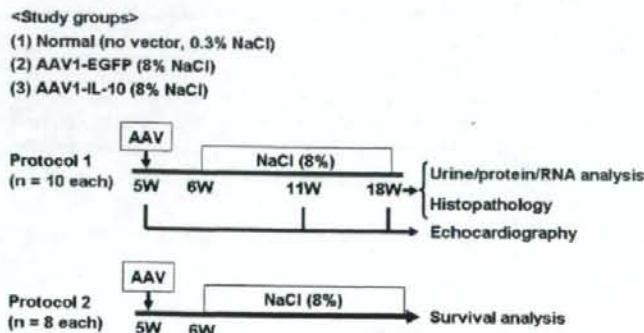 <Study groups>
(1) Normal (no vector, 0.3% NaCl)
(2) AAV1-EGFP (8% NaCl)
(3) AAV1-IL-10 (8% NaCl)
AAV
Protocol 1
(n = 10 each)
NaCl (8%)
5W 6W 11W 18W
Urine/protein/RNA analysis
Histopathology
Echocardiography
AAV
Protocol 2
(n = 8 each)
NaCl (8%)
5W 6W
Survival analysis